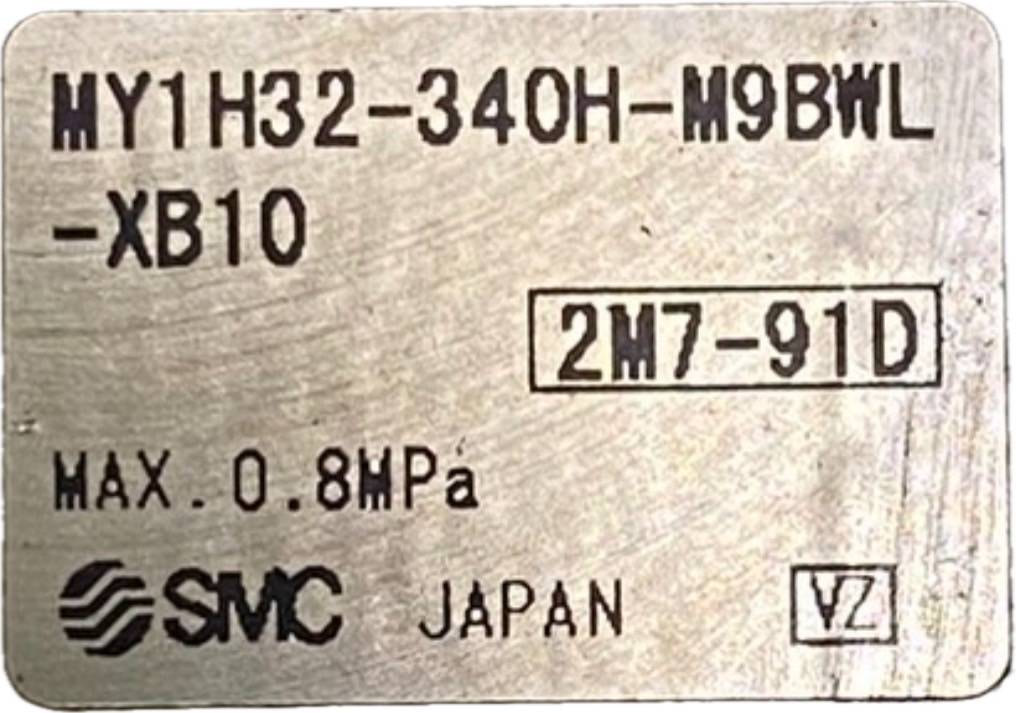 MY1H32-340H-M9BWL
-XB10
2M7-91D
MAX.0.8MPa
SMC JAPAN VZ